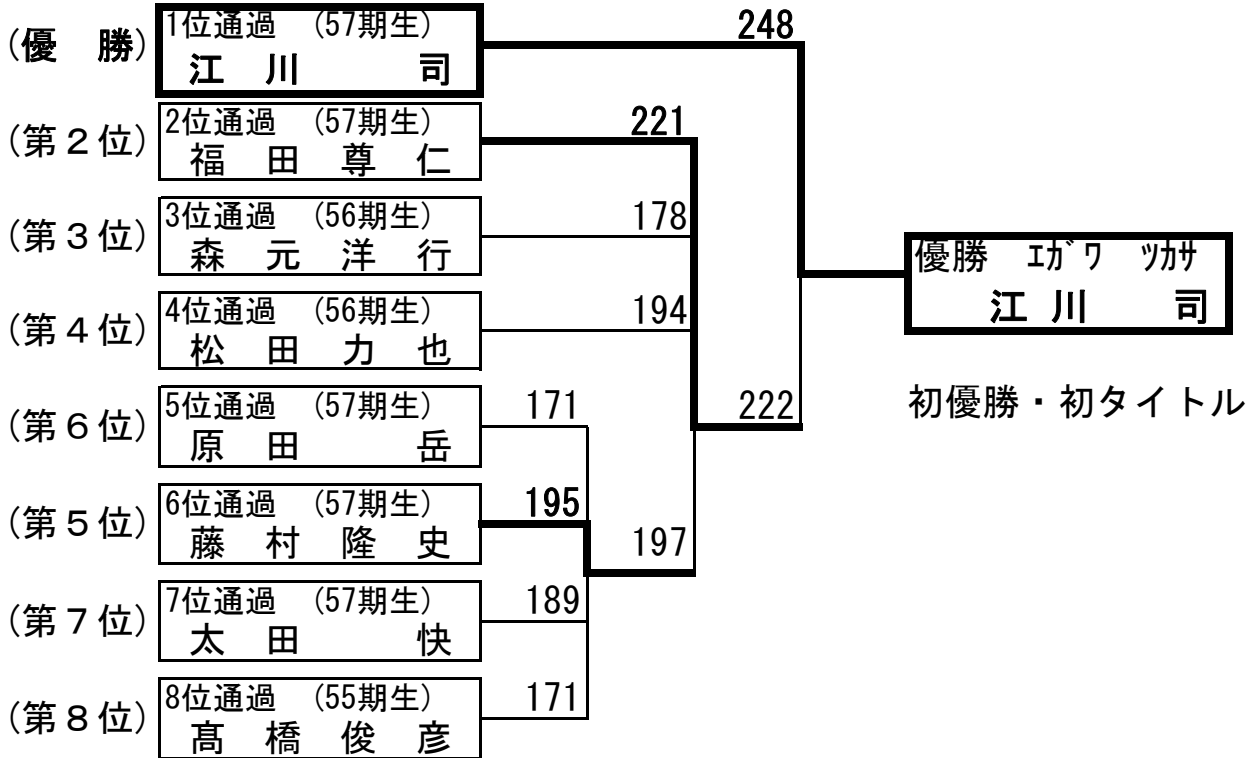 (優　勝)
1位通過　(57期生)
江　川　　　司
248
(第２位)
2位通過　(57期生)
福　田　尊　仁
221
(第３位)
3位通過　(56期生)
森　元　洋　行
178
(第４位)
4位通過　(56期生)
松　田　力　也
194
優勝　ｴｶﾞﾜ　ﾂｶｻ
江　川　　　司
初優勝・初タイトル
(第６位)
5位通過　(57期生)
原　田　　　岳
171
222
(第５位)
6位通過　(57期生)
藤　村　隆　史
195
197
(第７位)
7位通過　(57期生)
太　田　　　快
189
(第８位)
8位通過　(55期生)
髙　橋　俊　彦
171